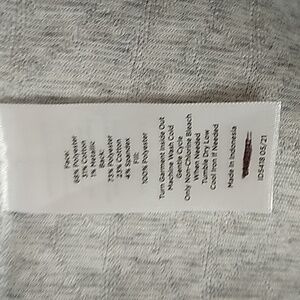 Face:
68% Polyester
31% Cotton
1% Metallic
Back:
73% Polyester
23% Cotton
4% Spandex
Fill:
100% Polyester
Turn Garment Inside Out
Machine Wash Cold
Gentle Cycle
Only Non-Chlorine Bleach
When Needed
Tumble Dry Low
Cool Iron if Needed
Made in Indonesia
ID5418 05/21